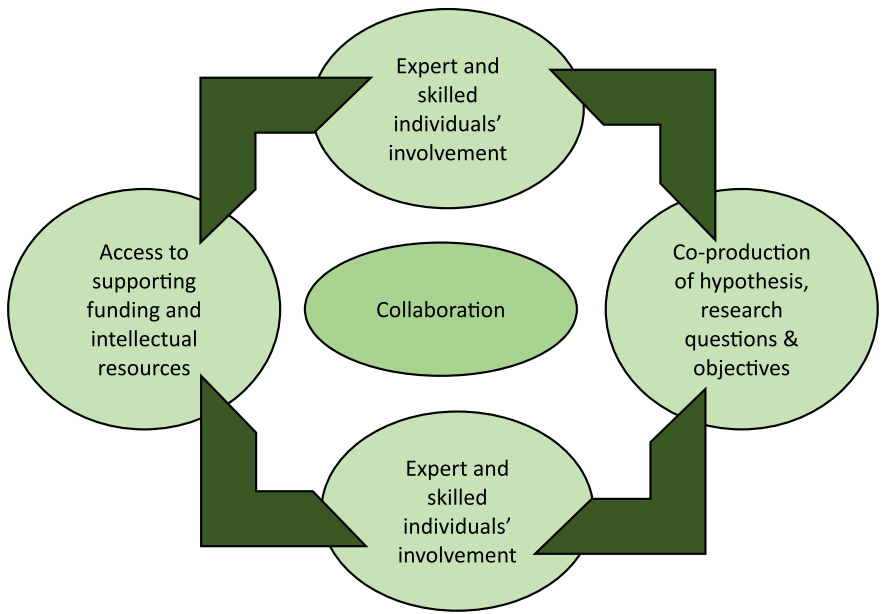 Expert and
skilled
individuals’
involvement
Access to
supporting
funding and
intellectual
resources
Collaboration
Co-production
of hypothesis,
research
questions &
objectives
Expert and
skilled
individuals’
involvement